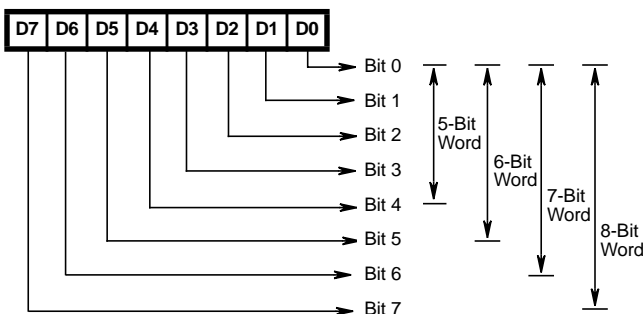 D7 D6 D5 D4 D3 D2 D1 D0
Bit 0
Bit 1
Bit 2
Bit 3
Bit 4
Bit 5
Bit 6
Bit 7
5-Bit
Word
6-Bit
Word
7-Bit
Word
8-Bit
Word